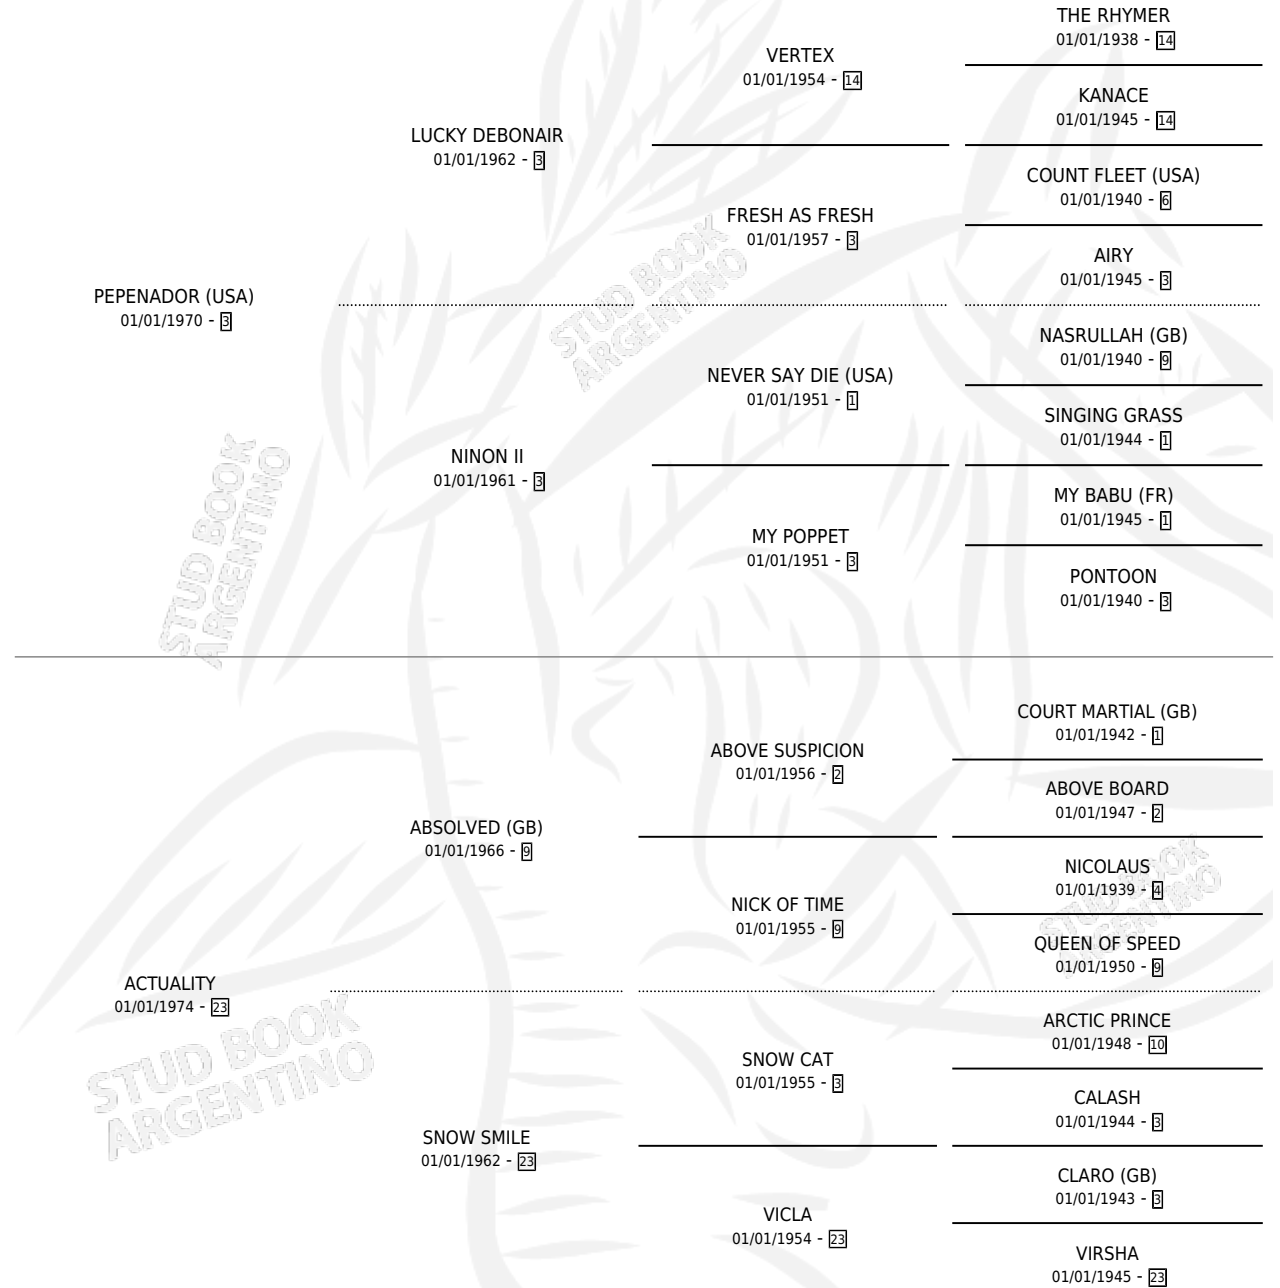 THE RHYMER
01/01/1938 - 14
VERTEX
01/01/1954 - 14
KANACE
01/01/1945 - 14
LUCKY DEBONAIR
01/01/1962 - 3
COUNT FLEET (USA)
01/01/1940 - 6
FRESH AS FRESH
01/01/1957 - 3
AIRY
01/01/1945 - 3
PEPENADOR (USA)
01/01/1970 - 3
STUD BOOK
ARGENTINO
NASRULLAH (GB)
01/01/1940 - 9
NEVER SAY DIE (USA)
01/01/1951 - 1
SINGING GRASS
01/01/1944 - 1
NINON II
01/01/1961 - 3
MY BABU (FR)
01/01/1945 - 1
MY POPPET
01/01/1951 - 3
PONTOON
01/01/1940 - 3
STUD BOOK
ARGENTINO
COURT MARTIAL (GB)
01/01/1942 - 1
ABOVE SUSPICION
01/01/1956 - 2
ABOVE BOARD
01/01/1947 - 2
ABSOLVED (GB)
01/01/1966 - 9
NICOLAUS
01/01/1939 - 4
NICK OF TIME
01/01/1955 - 9
STUD BOOK
ARGENTINO
QUEEN OF SPEED
01/01/1950 - 9
ACTUALITY
01/01/1974 - 23
ARCTIC PRINCE
01/01/1948 - 10
SNOW CAT
01/01/1955 - 3
STUD BOOK
ARGENTINO
CALASH
01/01/1944 - 3
SNOW SMILE
01/01/1962 - 23
CLARO (GB)
01/01/1943 - 3
VICLA
01/01/1954 - 23
VIRSHA
01/01/1945 - 23